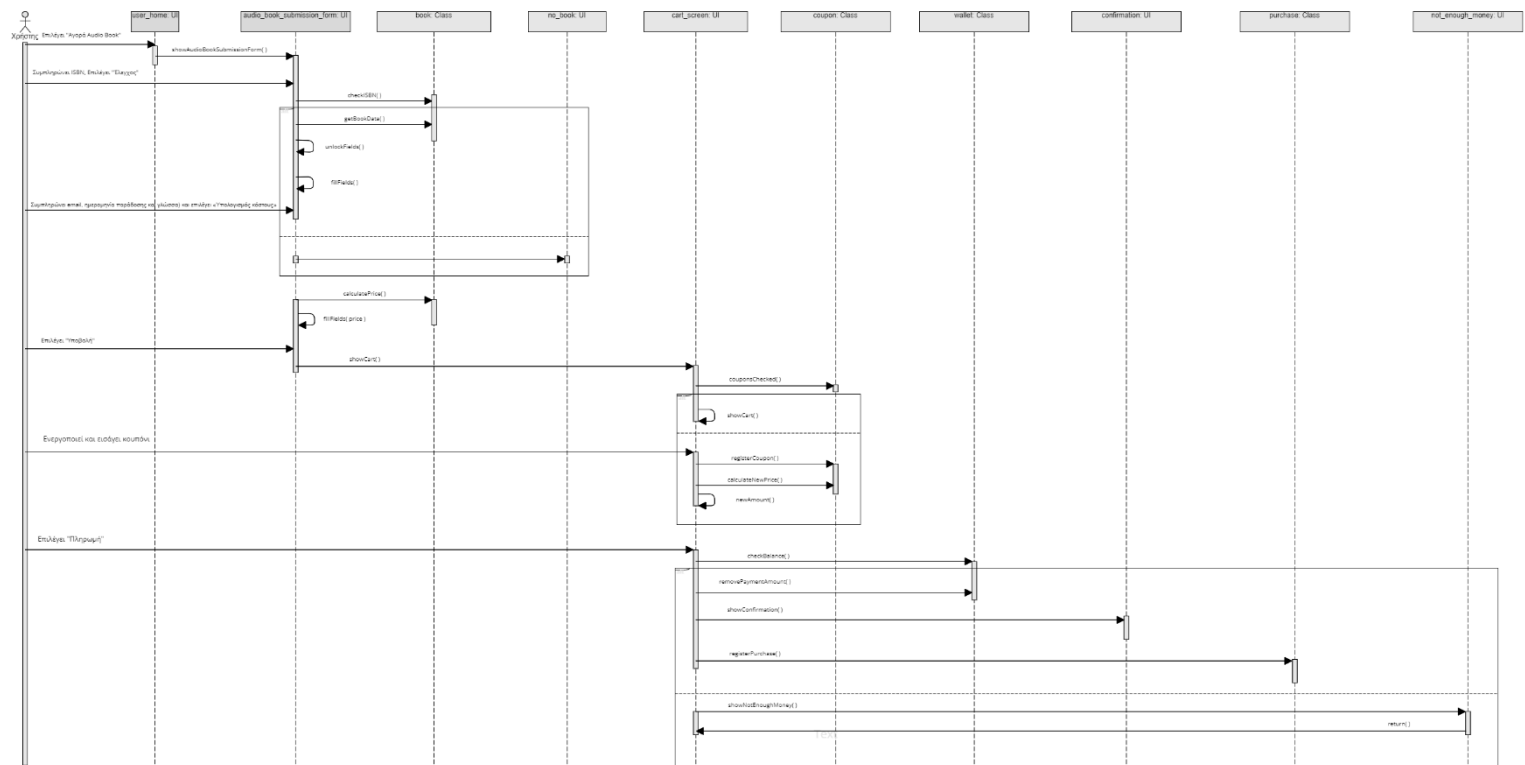 user_home: UI
audio_book_submission_form: UI
book: Class
no_book: UI
cart_screen: UI
coupon: Class
wallet: Class
confirmation: UI
purchase: Class
not_enough_money: UI
Χρήστης
Επιλέγει "Αγορά Audio Book"
showAudioBookSubmissionForm( )
Συμπληρώνει ISBN, Επιλέγει "Έλεγχος"
checkISBN( )
getBookData( )
unlockFields( )
fillFields( )
Συμπληρώνει email, ημερομηνία παράδοσης και γλώσσα) και επιλέγει «Υπολογισμός κόστους»
calculatePrice( )
fillFields( price )
Επιλέγει "Υποβολή"
showCart( )
couponsChecked( )
showCart( )
Ενεργοποιεί και εισάγει κουπόνι
registerCoupon( )
calculateNewPrice( )
newAmount( )
Επιλέγει "Πληρωμή"
checkBalance( )
removePaymentAmount( )
showConfirmation( )
registerPurchase( )
showNotEnoughMoney( )
return( )
Text